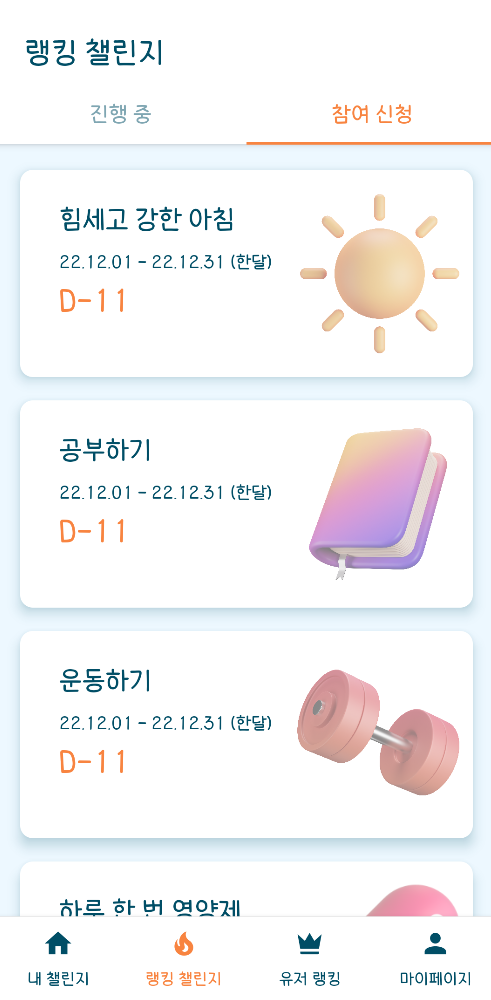 랭킹 챌린지
진행 중
참여 신청
힘세고 강한 아침
22.12.01 - 22.12.31 (한달)
D-11
공부하기
22.12.01 - 22.12.31 (한달)
D-11
운동하기
22.12.01 - 22.12.31 (한달)
D-11
하루 한 번 영양제
내 챌린지
랭킹 챌린지
유저 랭킹
마이페이지